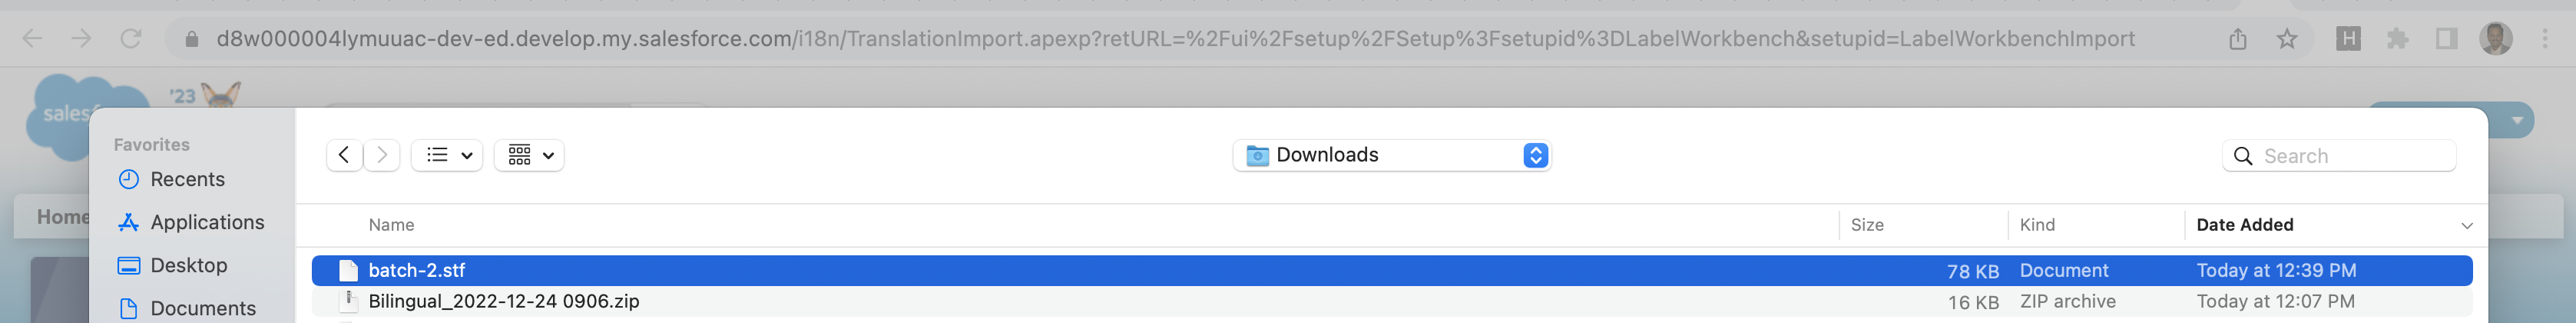 d8w000004lymuuac-dev-ed.develop.my.salesforce.com/i18n/TranslationImport.apexp?retURL=%2Fui%2Fsetup%2FSetup%3Fsetupid%3DLabelWorkbench&setupid=LabelWorkbenchImport
H
'23
sales
Home
Favorites
Recents
Applications
Desktop
Documents
Downloads
Search
Name Size Kind Date Added
batch-2.stf 78 KB Document Today at 12:39 PM
Bilingual_2022-12-24 0906.zip 16 KB ZIP archive Today at 12:07 PM